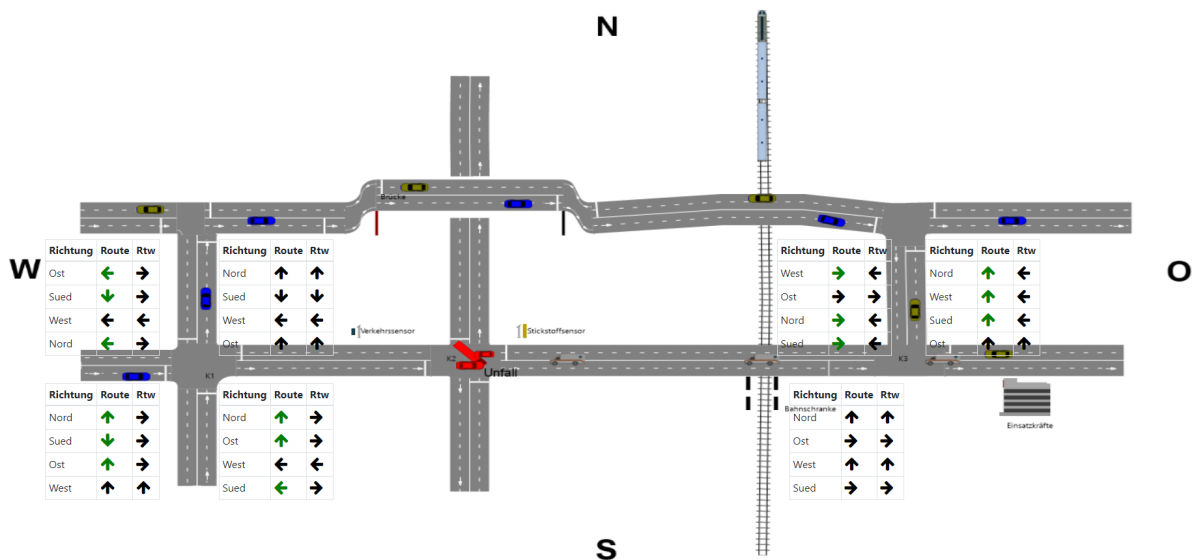 N
W
O
S
Brücke
Richtung Route Rtw
Ost
Sued
West
Nord
Richtung Route Rtw
Nord
Sued
West
Ost
Richtung Route Rtw
West
Ost
Nord
Sued
Richtung Route Rtw
Nord
West
Sued
Ost
Verkehrssensor
Stickstoffsensor
K2
Unfall
K3
K1
Richtung Route Rtw
Nord
Sued
Ost
West
Richtung Route Rtw
Nord
Ost
West
Sued
Richtung Route Rtw
Nord
Ost
West
Sued
Bahnschranke
Einsatzkräfte